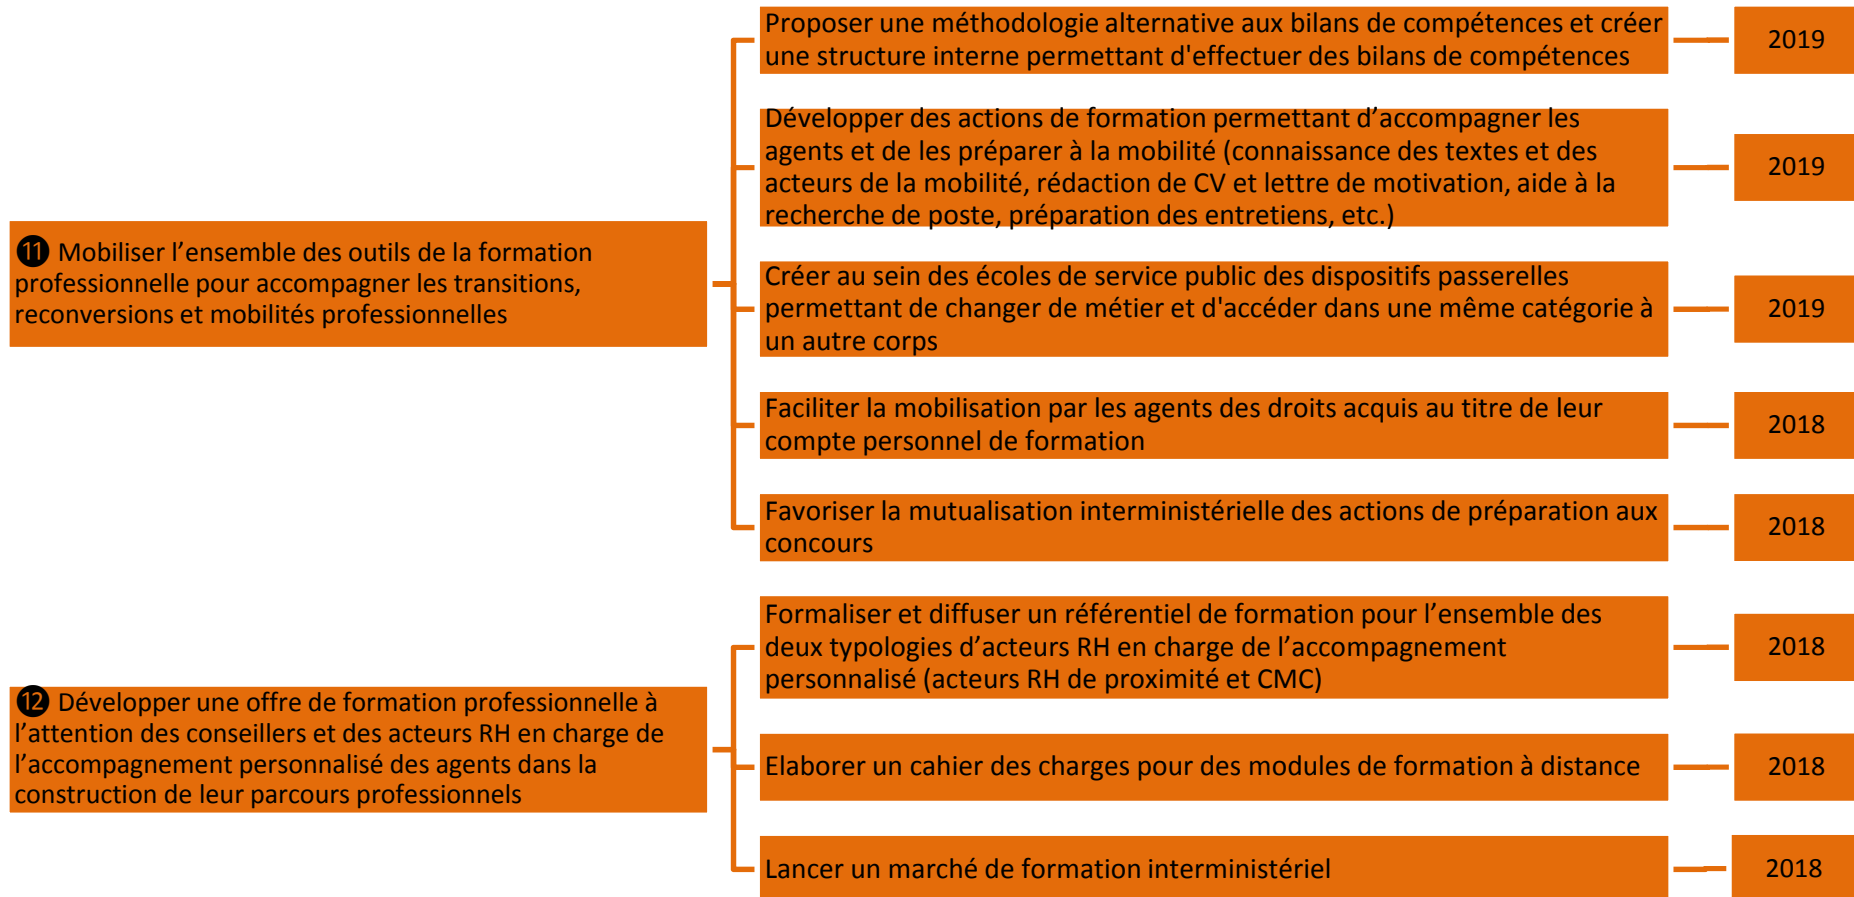 Proposer une méthodologie alternative aux bilans de compétences et créer
une structure interne permettant d'effectuer des bilans de compétences
2019
Développer des actions de formation permettant d’accompagner les
agents et de les préparer à la mobilité (connaissance des textes et des
acteurs de la mobilité, rédaction de CV et lettre de motivation, aide à la
recherche de poste, préparation des entretiens, etc.)
2019
⓫ Mobiliser l’ensemble des outils de la formation
professionnelle pour accompagner les transitions,
reconversions et mobilités professionnelles
Créer au sein des écoles de service public des dispositifs passerelles
permettant de changer de métier et d'accéder dans une même catégorie à
un autre corps
2019
Faciliter la mobilisation par les agents des droits acquis au titre de leur
compte personnel de formation
2018
Favoriser la mutualisation interministérielle des actions de préparation aux
concours
2018
Formaliser et diffuser un référentiel de formation pour l’ensemble des
deux typologies d’acteurs RH en charge de l’accompagnement
personnalisé (acteurs RH de proximité et CMC)
2018
⓬ Développer une offre de formation professionnelle à
l’attention des conseillers et des acteurs RH en charge de
l’accompagnement personnalisé des agents dans la
construction de leur parcours professionnels
Elaborer un cahier des charges pour des modules de formation à distance
2018
Lancer un marché de formation interministériel
2018